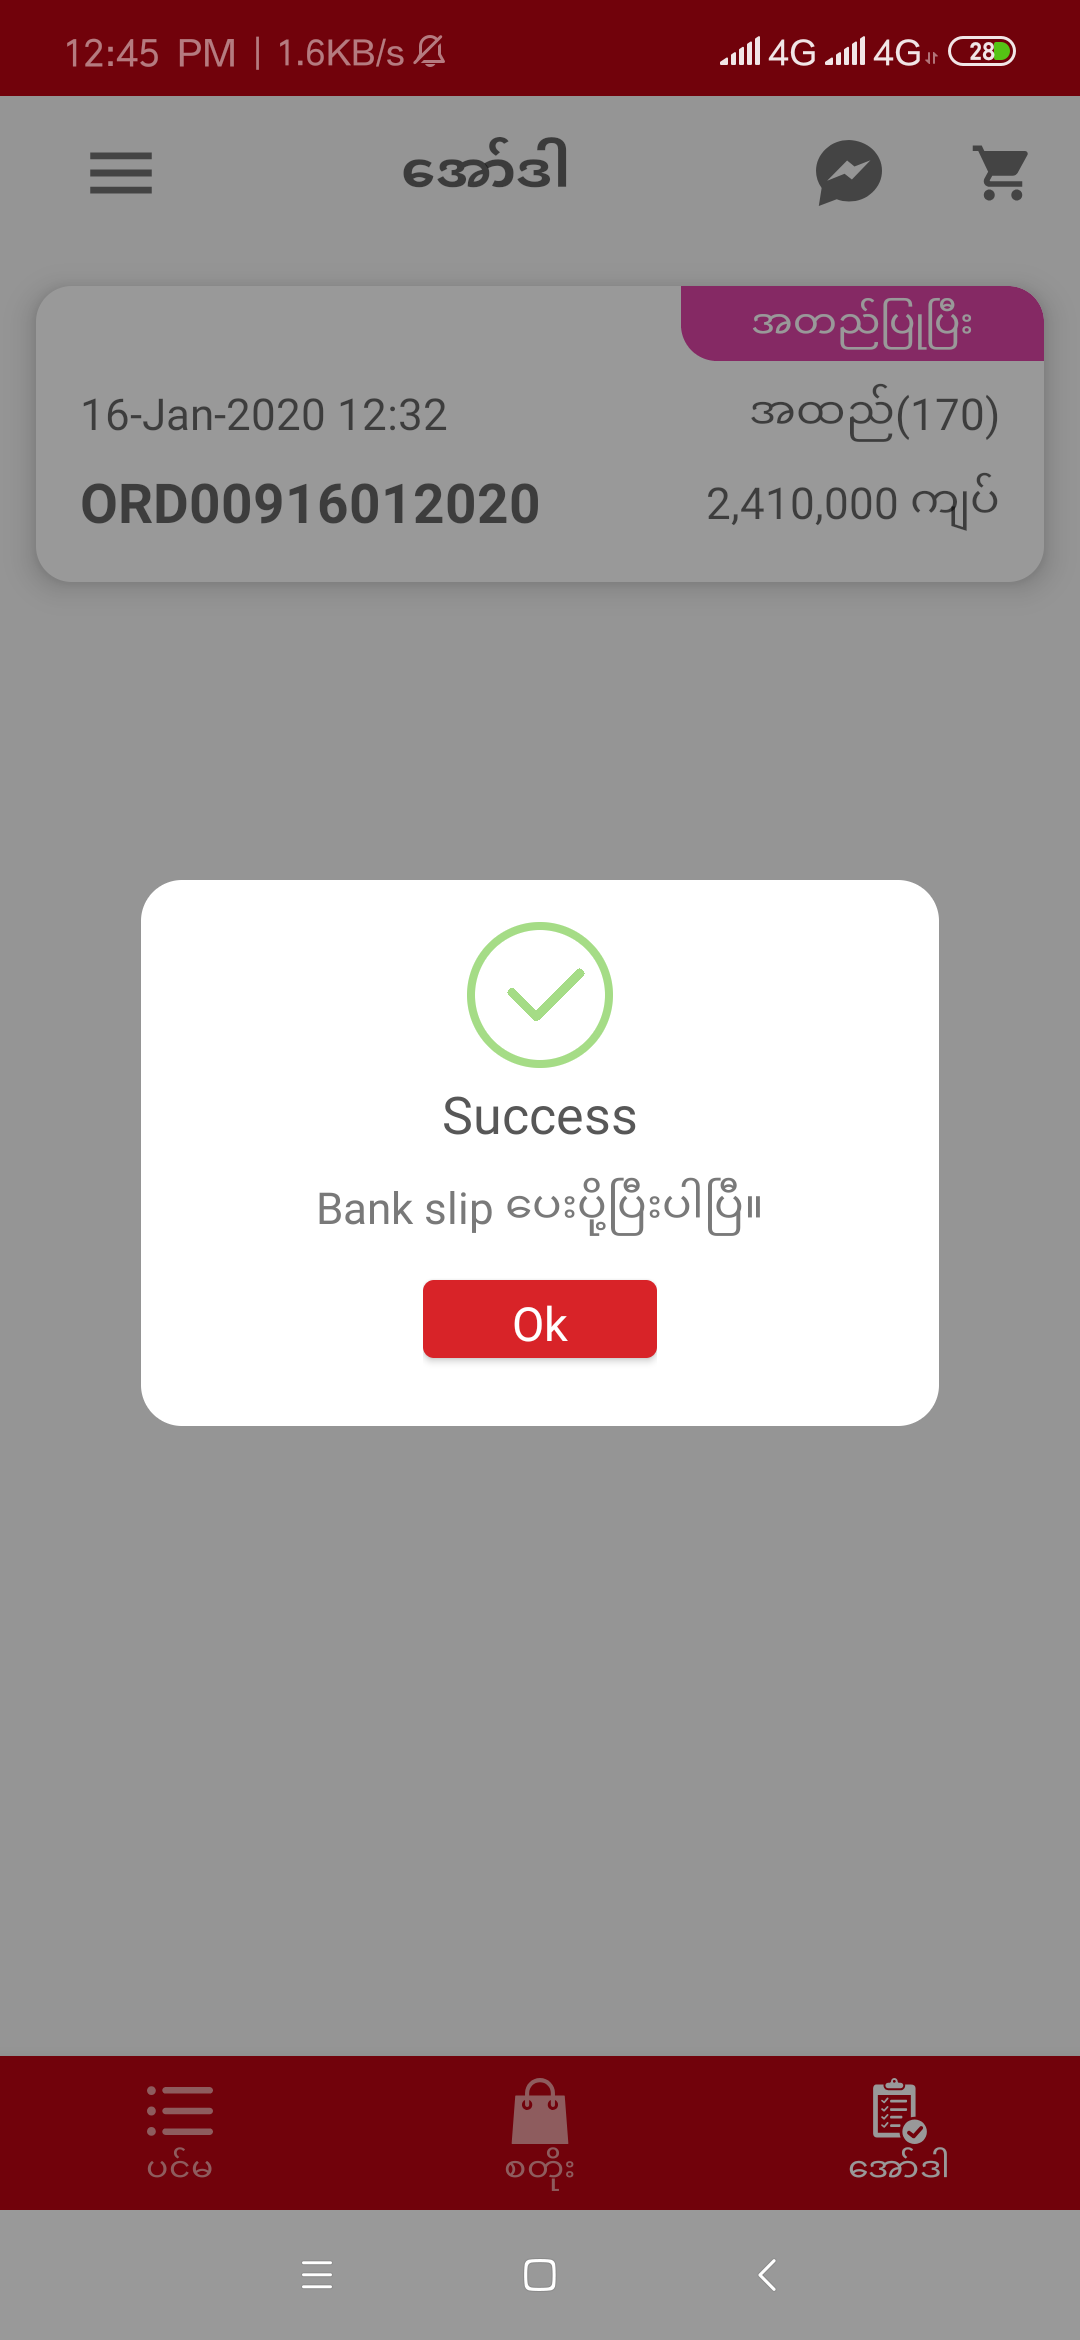 12:45 PM | 1.6KB/s 4G 4G 28
အော်ဒါ
အတည်ပြုပြီး
16-Jan-2020 12:32 အထည်(170)
ORD00916012020 2,410,000 ကျပ်
Success
Bank slip ပေးပို့ပြီးပါပြီ။
Ok
ပင်မ စတိုး အော်ဒါ